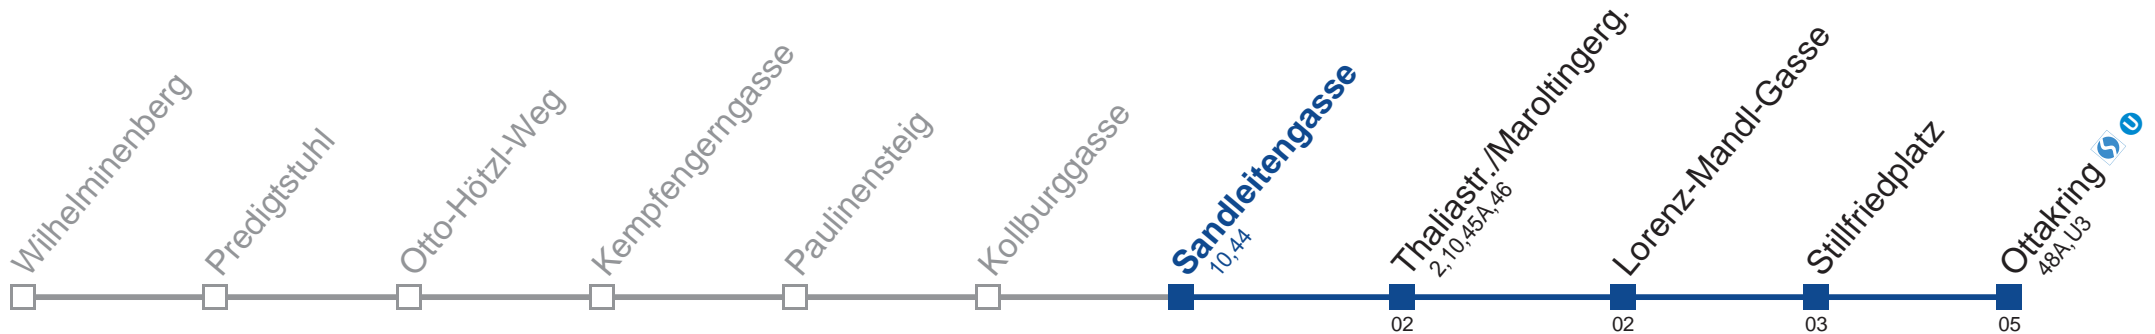 Wilhelminenberg
Predigtstuhl
Otto-Hötzl-Weg
Kempfengerngasse
Paulinensteig
Kollburggasse
Sandleitengasse
10,44
Thaliastr./Maroltingerg.
2,10,45A,46
Lorenz-Mandl-Gasse
Stillfriedplatz
Ottakring S U
48A,U3
02
02
03
05